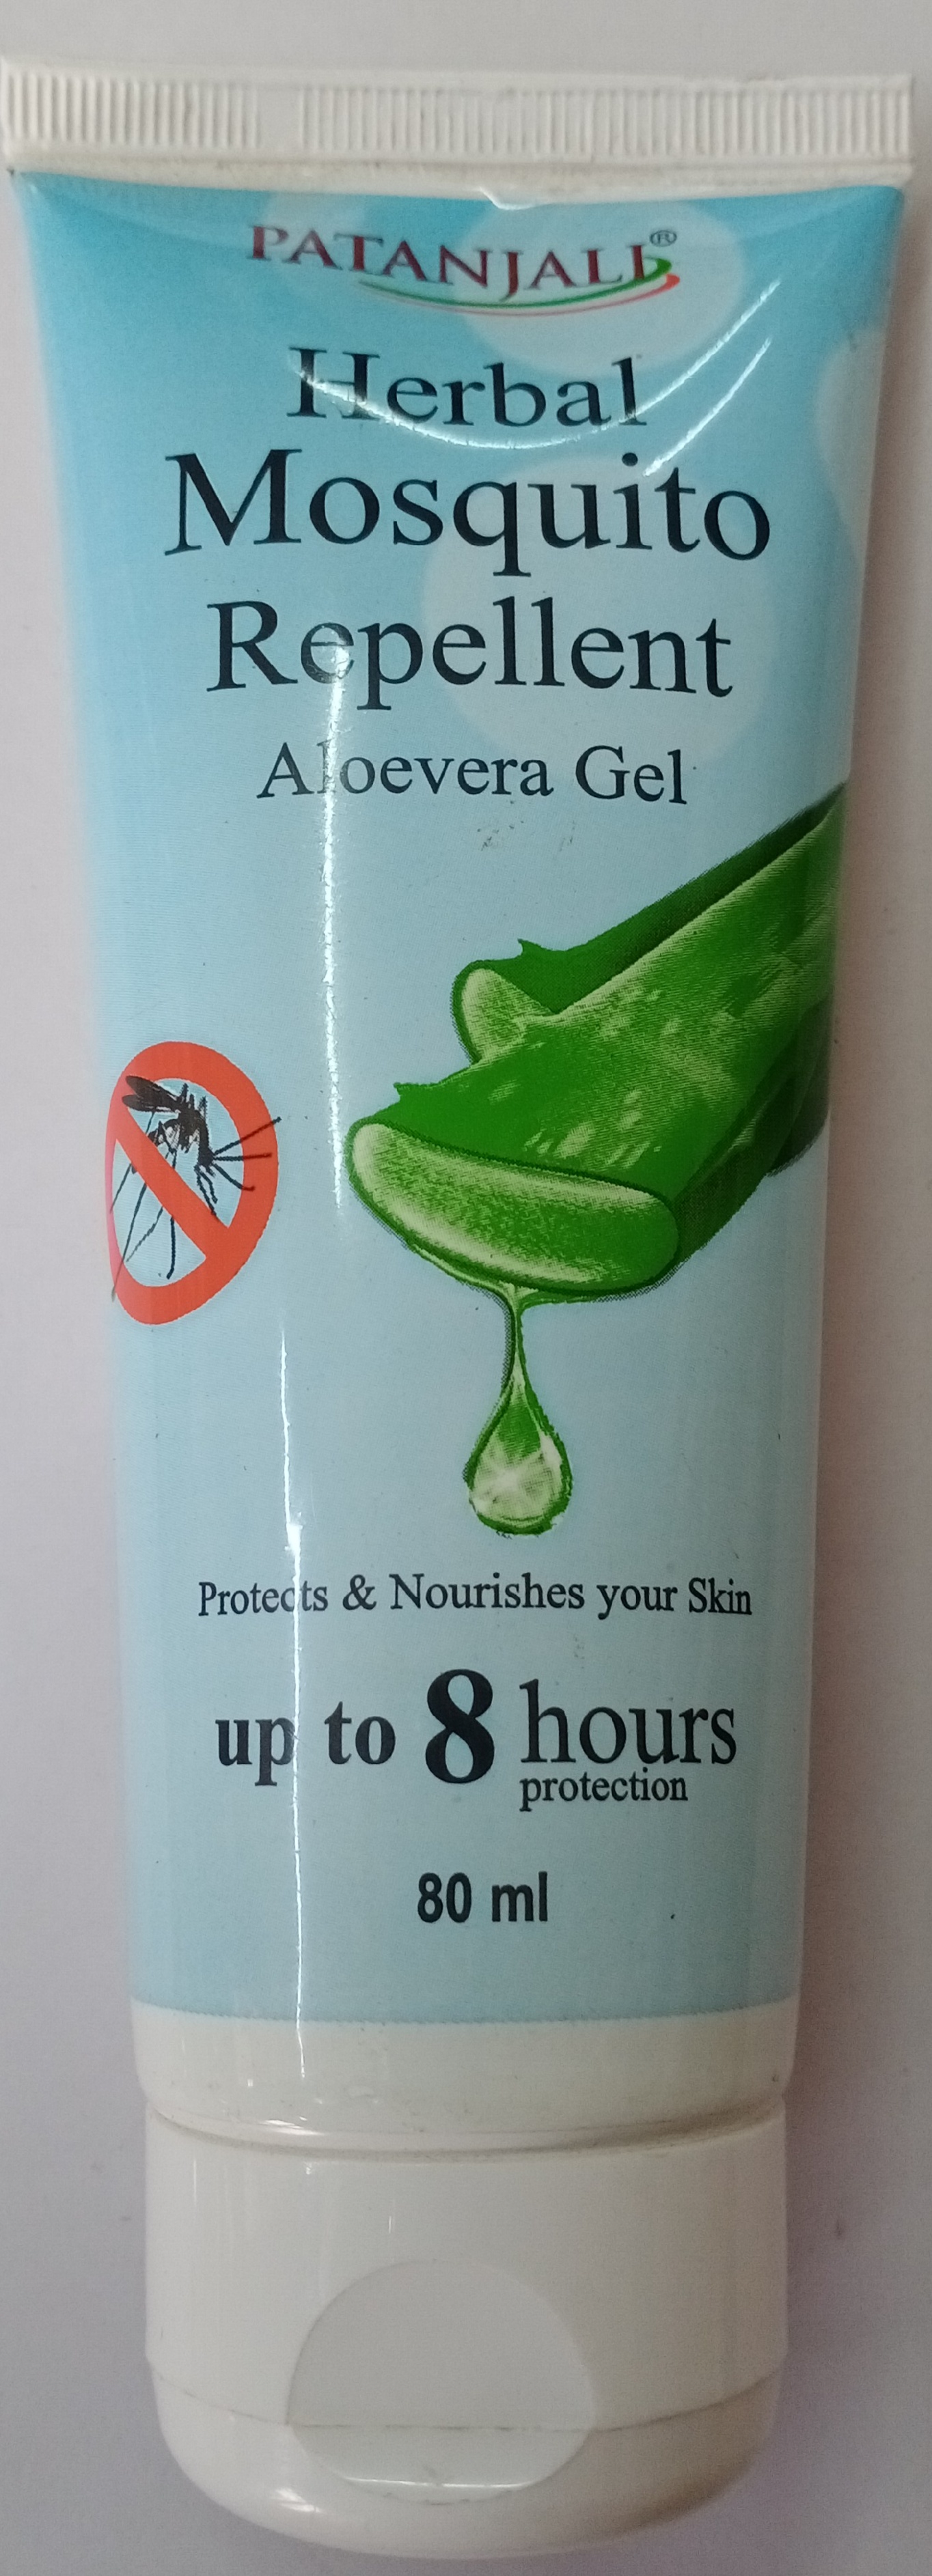 PATANJALI®
Herbal
Mosquito
Repellent
Aloevera Gel
Protects & Nourishes your Skin
up to 8 hours
protection
80 ml